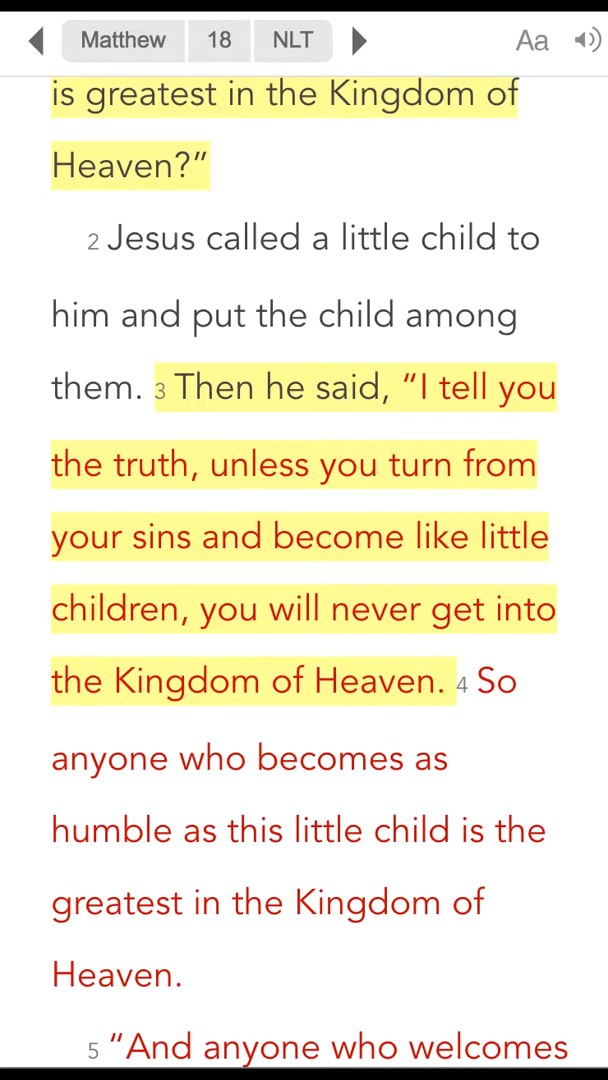 Matthew 18 NLT Aa
is greatest in the Kingdom of
Heaven?”
2 Jesus called a little child to
him and put the child among
them. 3 Then he said, “I tell you
the truth, unless you turn from
your sins and become like little
children, you will never get into
the Kingdom of Heaven. 4 So
anyone who becomes as
humble as this little child is the
greatest in the Kingdom of
Heaven.
5 “And anyone who welcomes